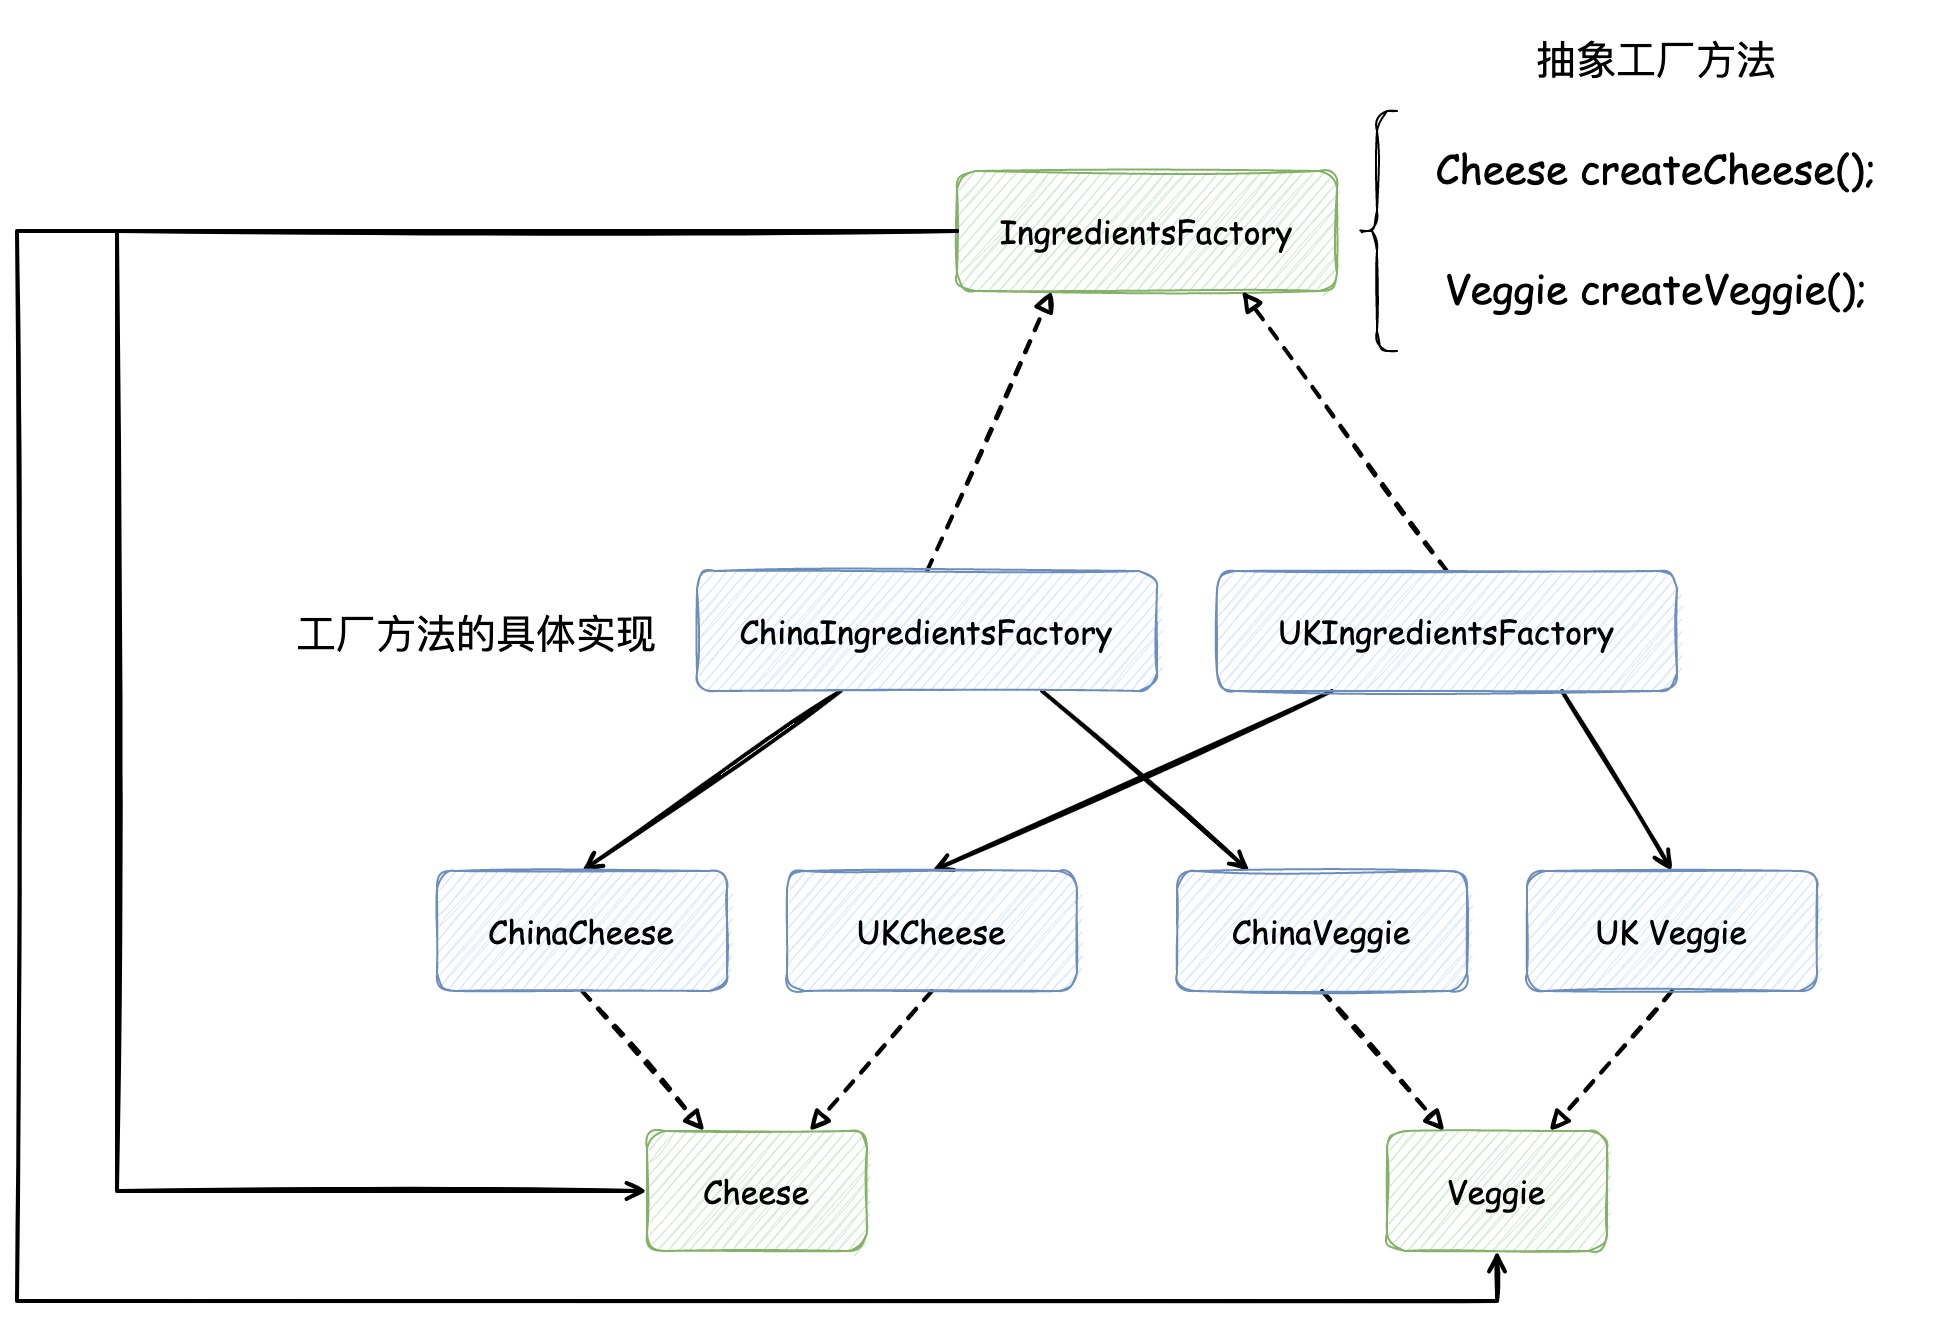 抽象工厂方法
Cheese createCheese();
IngredientsFactory
Veggie createVeggie();
工厂方法的具体实现
ChinaIngredientsFactory
UKIngredientsFactory
ChinaCheese
UKCheese
ChinaVeggie
UK Veggie
Cheese
Veggie